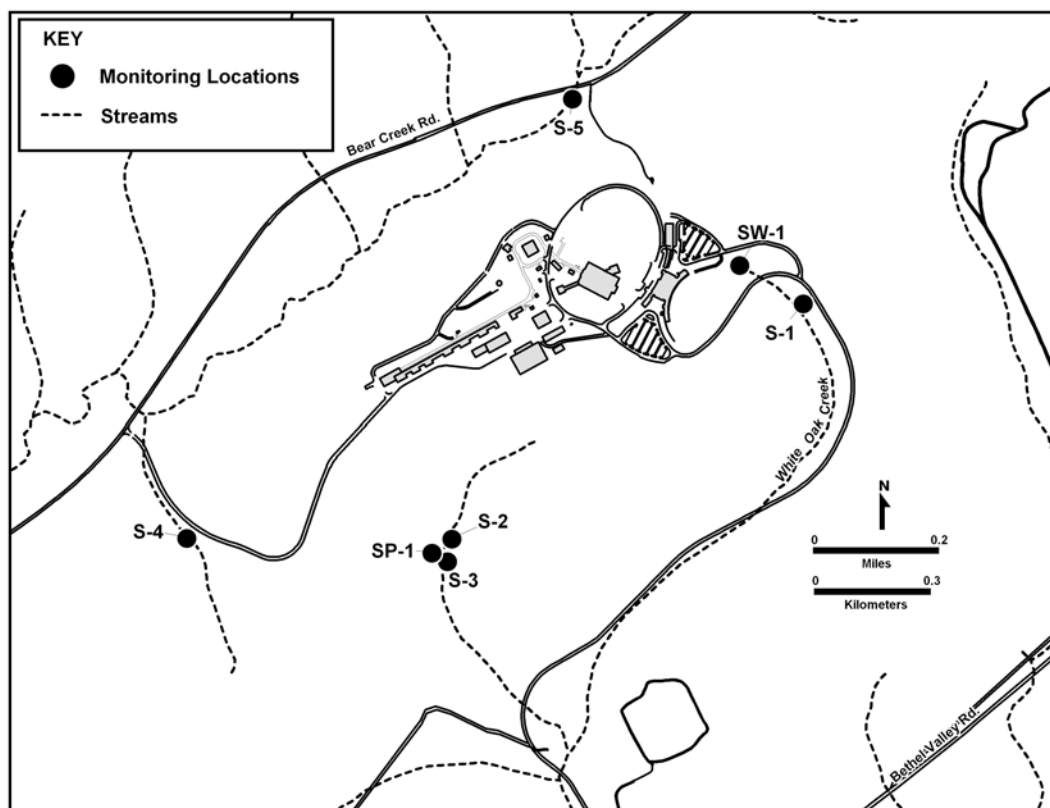 KEY
Monitoring Locations
Streams
Bear Creek Rd.
S-5
SW-1
S-1
White Oak Creek
S-4
S-2
SP-1
S-3
N
0 0.2
Miles
0 0.3
Kilometers
Bethel Valley Rd.